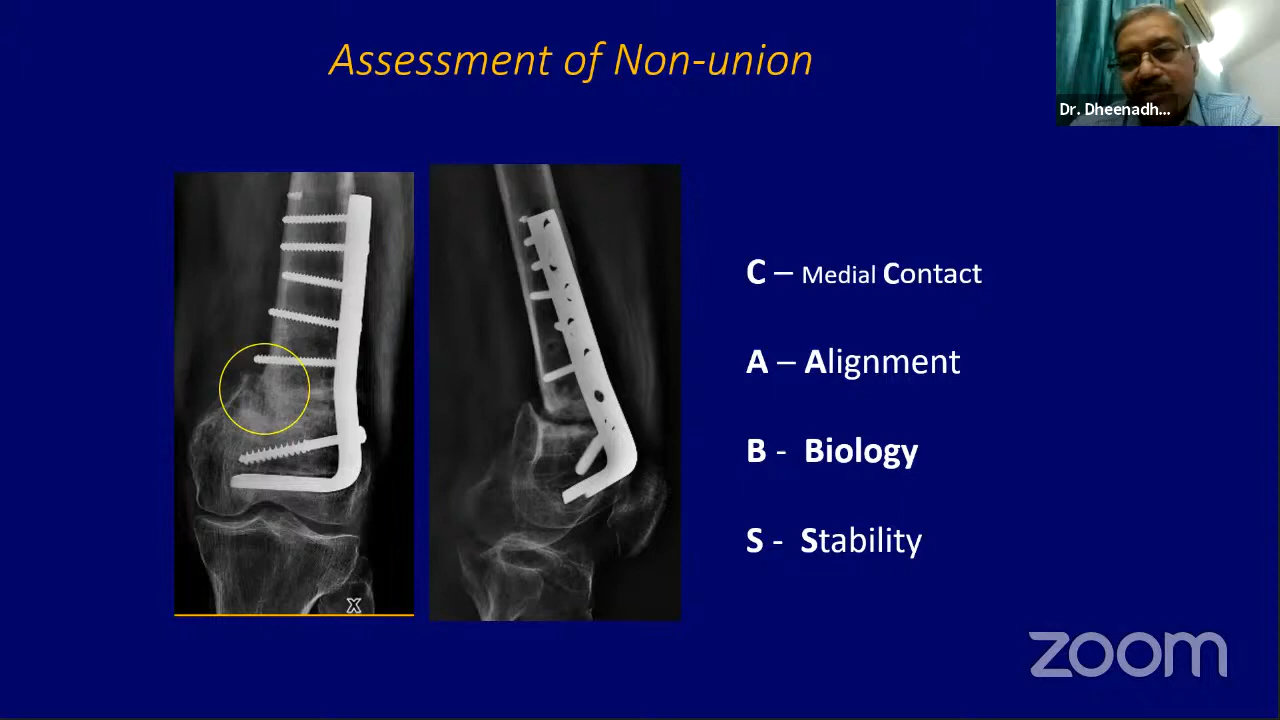 Assessment of Non-union
Dr. Dheenadh...
C – Medial Contact
A – Alignment
B - Biology
S - Stability
X
zoom